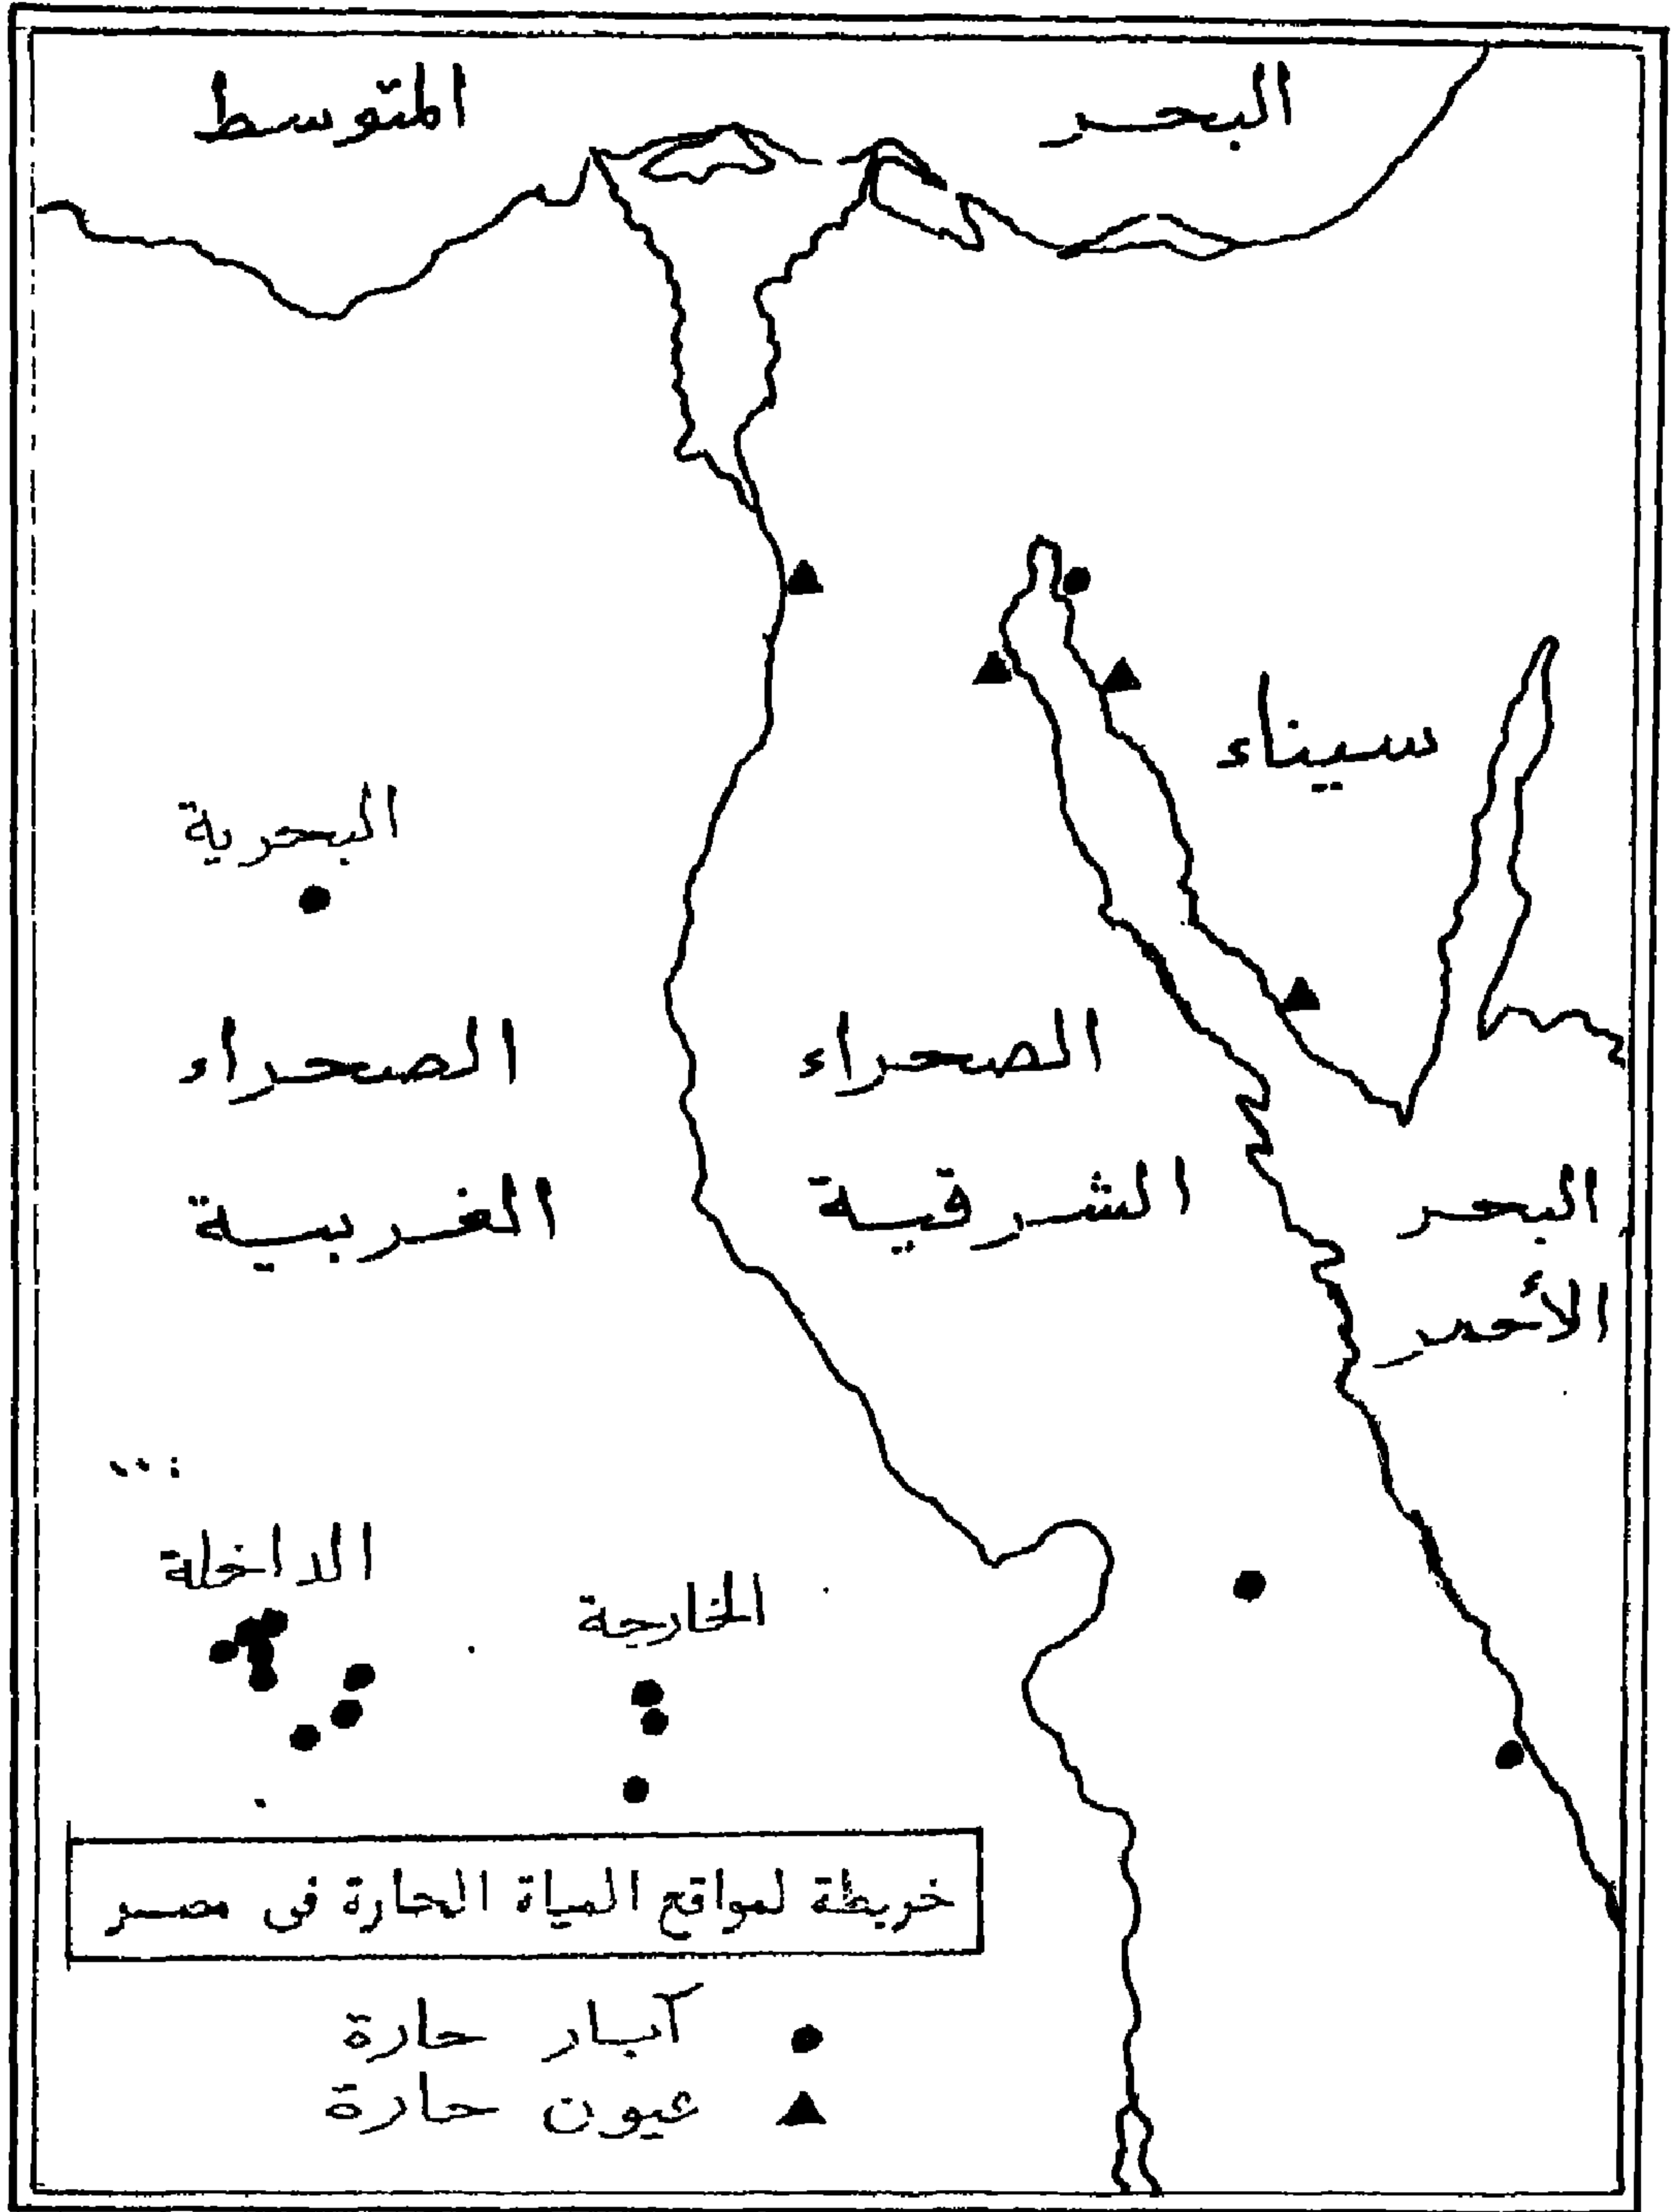 البحر المتوسط
سيناء
البحرية
الصحراء
الغربية
الصحراء
الشرقية
البحر
الأحمر
الداخلة
الخارجة
خريطة لمواقع المياة الحارة فى مصر
آبار حارة
عيون حارة